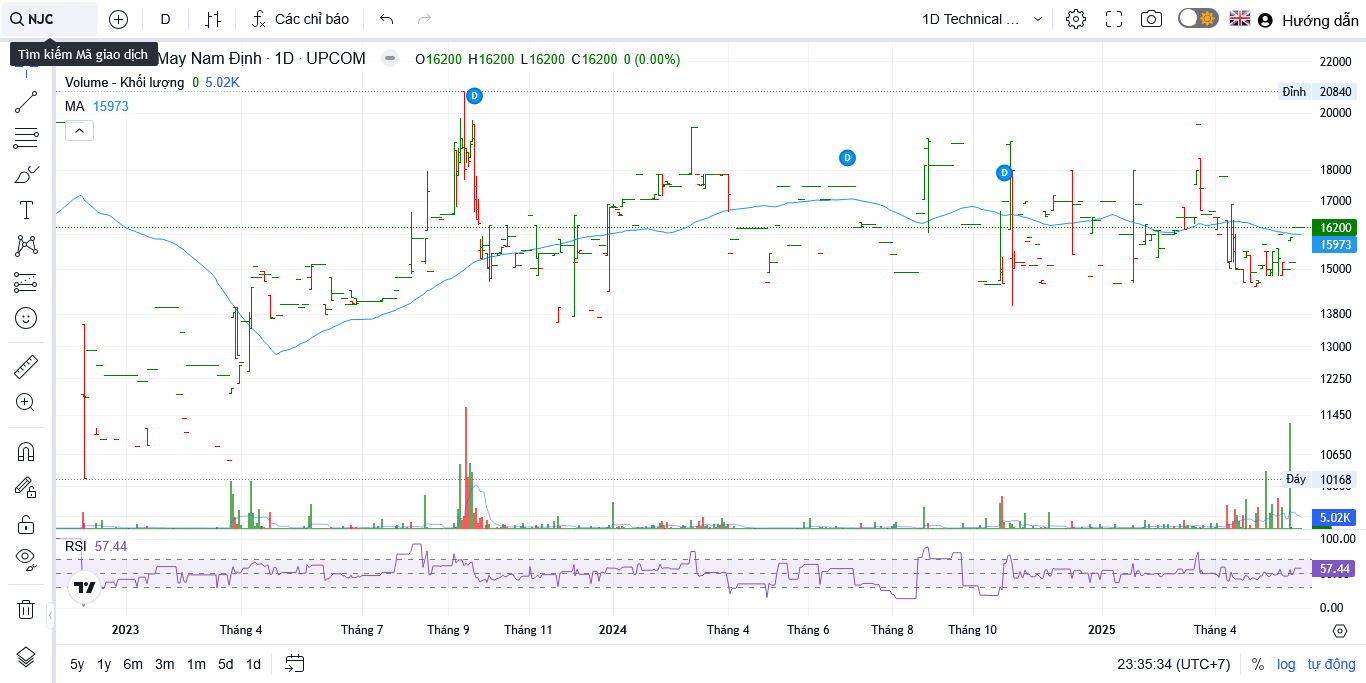 NJC
D
Các chỉ báo
1D Technical ...
Hướng dẫn
Tìm kiếm Mã giao dịch
May Nam Định · 1D · UPCOM
O16200 H16200 L16200 C16200 0 (0.00%)
Volume - Khối lượng 0 5.02K
MA 15973
D
D
D
22000
Đỉnh 20840
20000
18000
17000
16200
15973
15000
13800
13000
12250
11450
10650
Đáy 10168
5.02K
RSI 57.44
100.00
57.44
0.00
2023
Tháng 4
Tháng 7
Tháng 9
Tháng 11
2024
Tháng 4
Tháng 6
Tháng 8
Tháng 10
2025
Tháng 4
5y 1y 6m 3m 1m 5d 1d
23:35:34 (UTC+7)
%
log
tự động